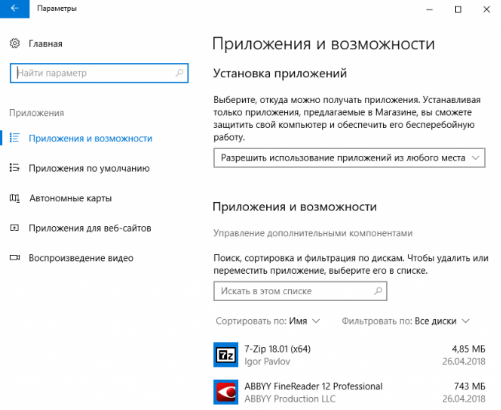 Параметры
Главная
Найти параметр
Приложения
Приложения и возможности
Приложения по умолчанию
Автономные карты
Приложения для веб-сайтов
Воспроизведение видео
Приложения и возможности
Установка приложений
Выберите, откуда можно получать приложения. Устанавливая
только приложения, предлагаемые в Магазине, вы сможете
защитить свой компьютер и обеспечить его бесперебойную
работу.
Разрешить использование приложений из любого места
Приложения и возможности
Управление дополнительными компонентами
Поиск, сортировка и фильтрация по дискам. Чтобы удалить или
переместить приложение, выберите его в списке.
Искать в этом списке
Сортировать по: Имя Фильтровать по: Все диски
7z
7-Zip 18.01 (x64) 4,85 МБ
Igor Pavlov 26.04.2018
ABBYY FineReader 12 Professional 743 МБ
ABBYY Production LLC 26.04.2018